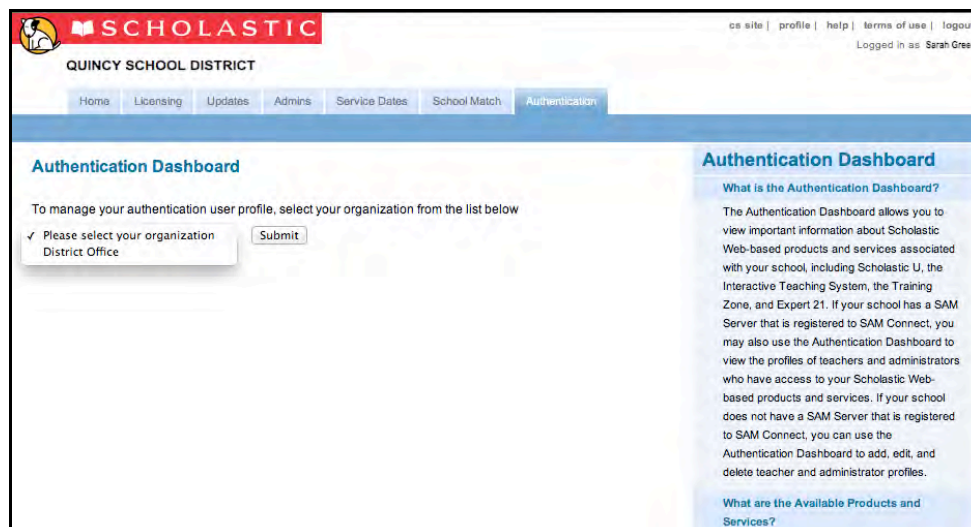 SCHOLASTIC
cs site | profile | help | terms of use | logou
Logged in as Sarah Gree
QUINCY SCHOOL DISTRICT
Home Licensing Updates Admins Service Dates School Match Authentication
Authentication Dashboard
To manage your authentication user profile, select your organization from the list below
✓ Please select your organization
District Office
Submit
Authentication Dashboard
What is the Authentication Dashboard?
The Authentication Dashboard allows you to
view important information about Scholastic
Web-based products and services associated
with your school, including Scholastic U, the
Interactive Teaching System, the Training
Zone, and Expert 21. If your school has a SAM
Server that is registered to SAM Connect, you
may also use the Authentication Dashboard to
view the profiles of teachers and administrators
who have access to your Scholastic Web-
based products and services. If your school
does not have a SAM Server that is registered
to SAM Connect, you can use the
Authentication Dashboard to add, edit, and
delete teacher and administrator profiles.
What are the Available Products and
Services?